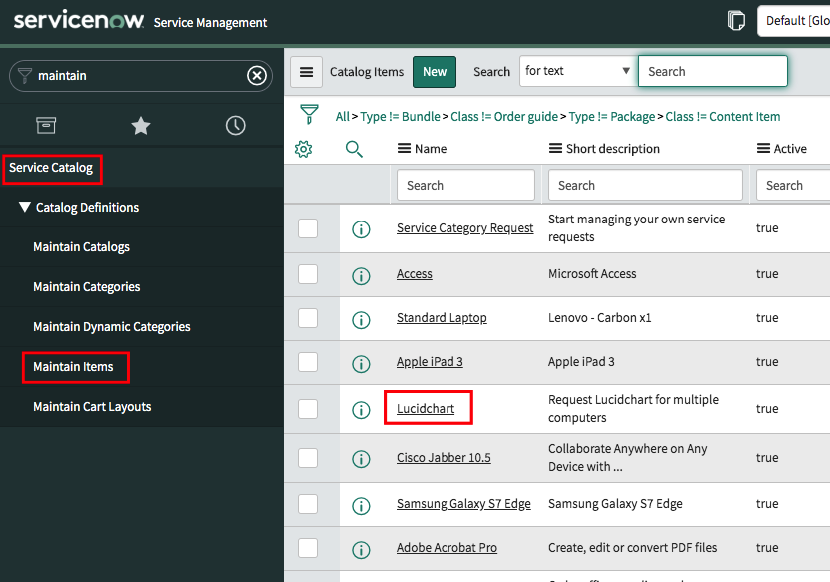 servicenow Service Management
Default [Glo
maintain
Catalog Items New Search for text Search
All > Type != Bundle > Class != Order guide > Type != Package > Class != Content Item
Name Short description Active
Search Search Search
Service Catalog
Catalog Definitions
Maintain Catalogs
Maintain Categories
Maintain Dynamic Categories
Maintain Items
Maintain Cart Layouts
Service Category Request Start managing your own service
requests true
Access Microsoft Access true
Standard Laptop Lenovo - Carbon x1 true
Apple iPad 3 Apple iPad 3 true
Lucidchart Request Lucidchart for multiple
computers true
Cisco Jabber 10.5 Collaborate Anywhere on Any
Device with ... true
Samsung Galaxy S7 Edge Samsung Galaxy S7 Edge true
Adobe Acrobat Pro Create, edit or convert PDF files true